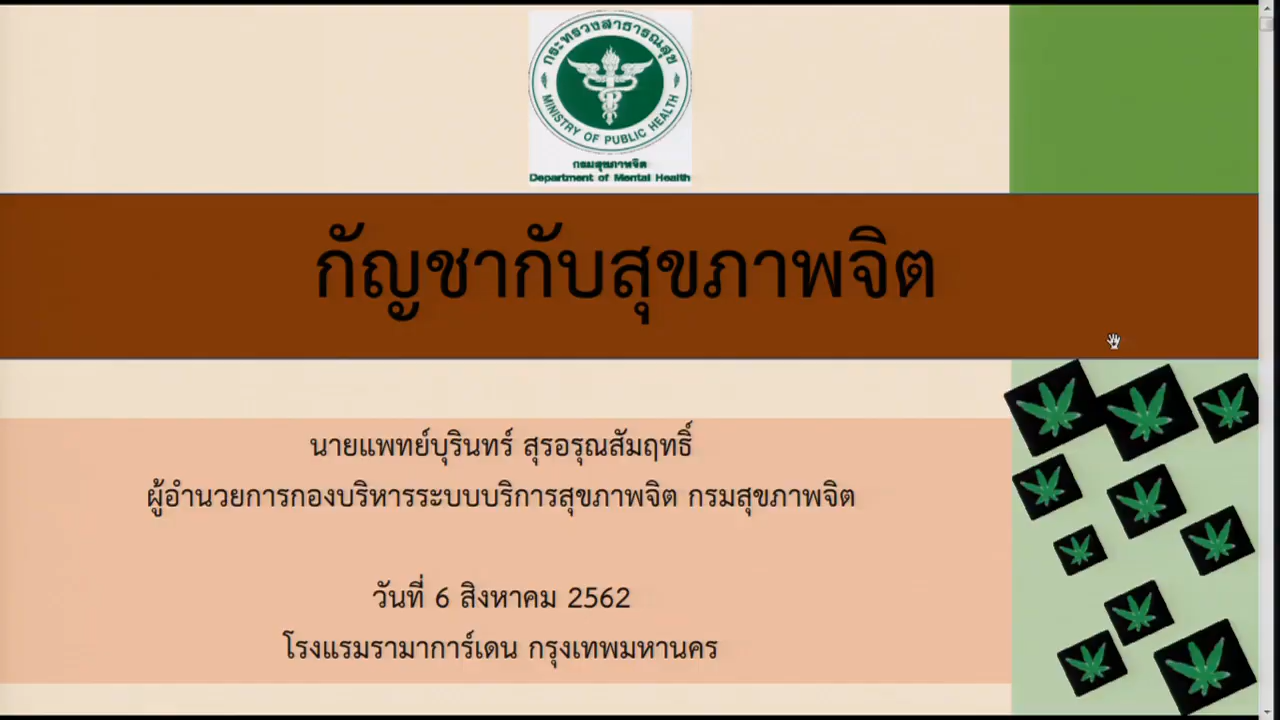 กระทรวงสาธารณสุข
MINISTRY OF PUBLIC HEALTH
กรมสุขภาพจิต
Department of Mental Health
กัญชากับสุขภาพจิต
นายแพทย์บุรินทร์ สุรอรุณสัมฤทธิ์
ผู้อำนวยการกองบริหารระบบบริการสุขภาพจิต กรมสุขภาพจิต
วันที่ 6 สิงหาคม 2562
โรงแรมรามาการ์เดน กรุงเทพมหานคร